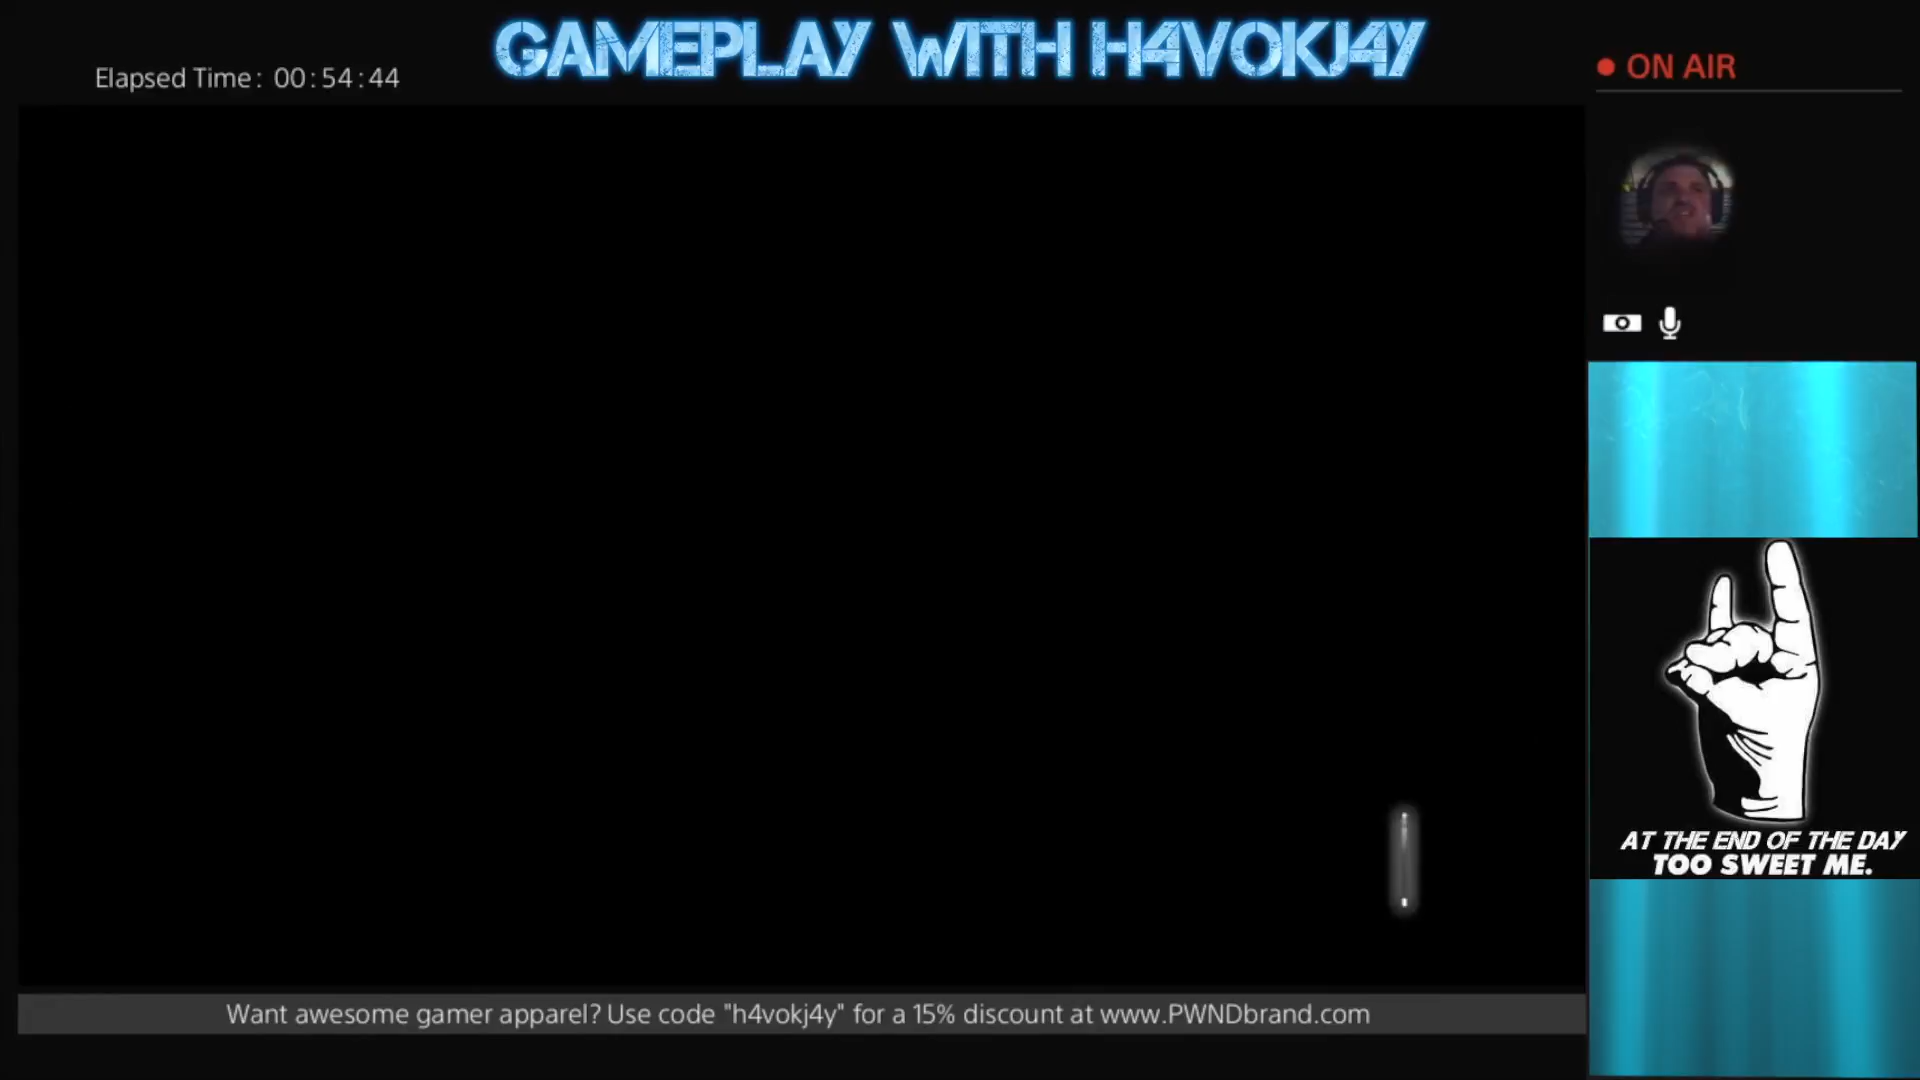 GAMEPLAY WITH H4VOKJ4Y
Elapsed Time: 00:54:44
ON AIR
AT THE END OF THE DAY
TOO SWEET ME.
Want awesome gamer apparel? Use code "h4vokj4y" for a 15% discount at www.PWNDbrand.com